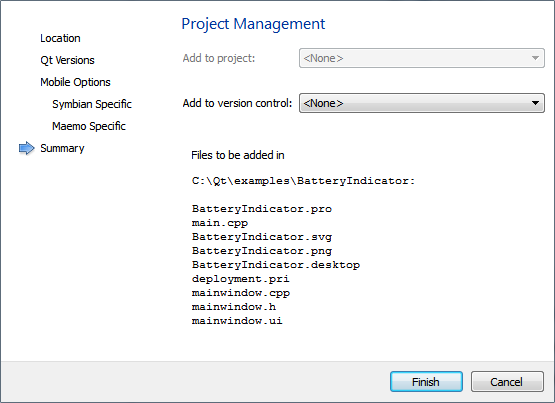 Project Management
Location
Qt Versions
Mobile Options
Symbian Specific
Maemo Specific
Summary
Add to project: <None>
Add to version control: <None>
Files to be added in
C:\Qt\examples\BatteryIndicator:
BatteryIndicator.pro
main.cpp
BatteryIndicator.svg
BatteryIndicator.png
BatteryIndicator.desktop
deployment.pri
mainwindow.cpp
mainwindow.h
mainwindow.ui
Finish Cancel